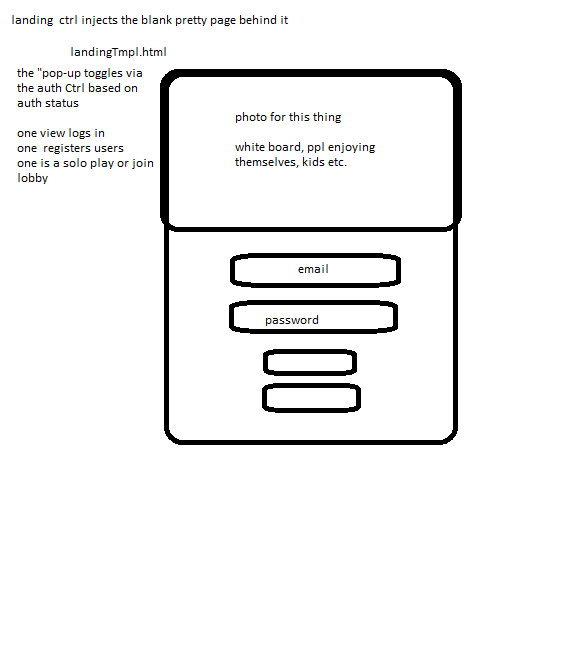 landing  ctrl injects the blank pretty page behind it
landingTmpl.html
the "pop-up toggles via
the auth Ctrl based on
auth status
one view logs in
one  registers users
one is a solo play or join
lobby
photo for this thing
white board, ppl enjoying
themselves, kids etc.
email
password